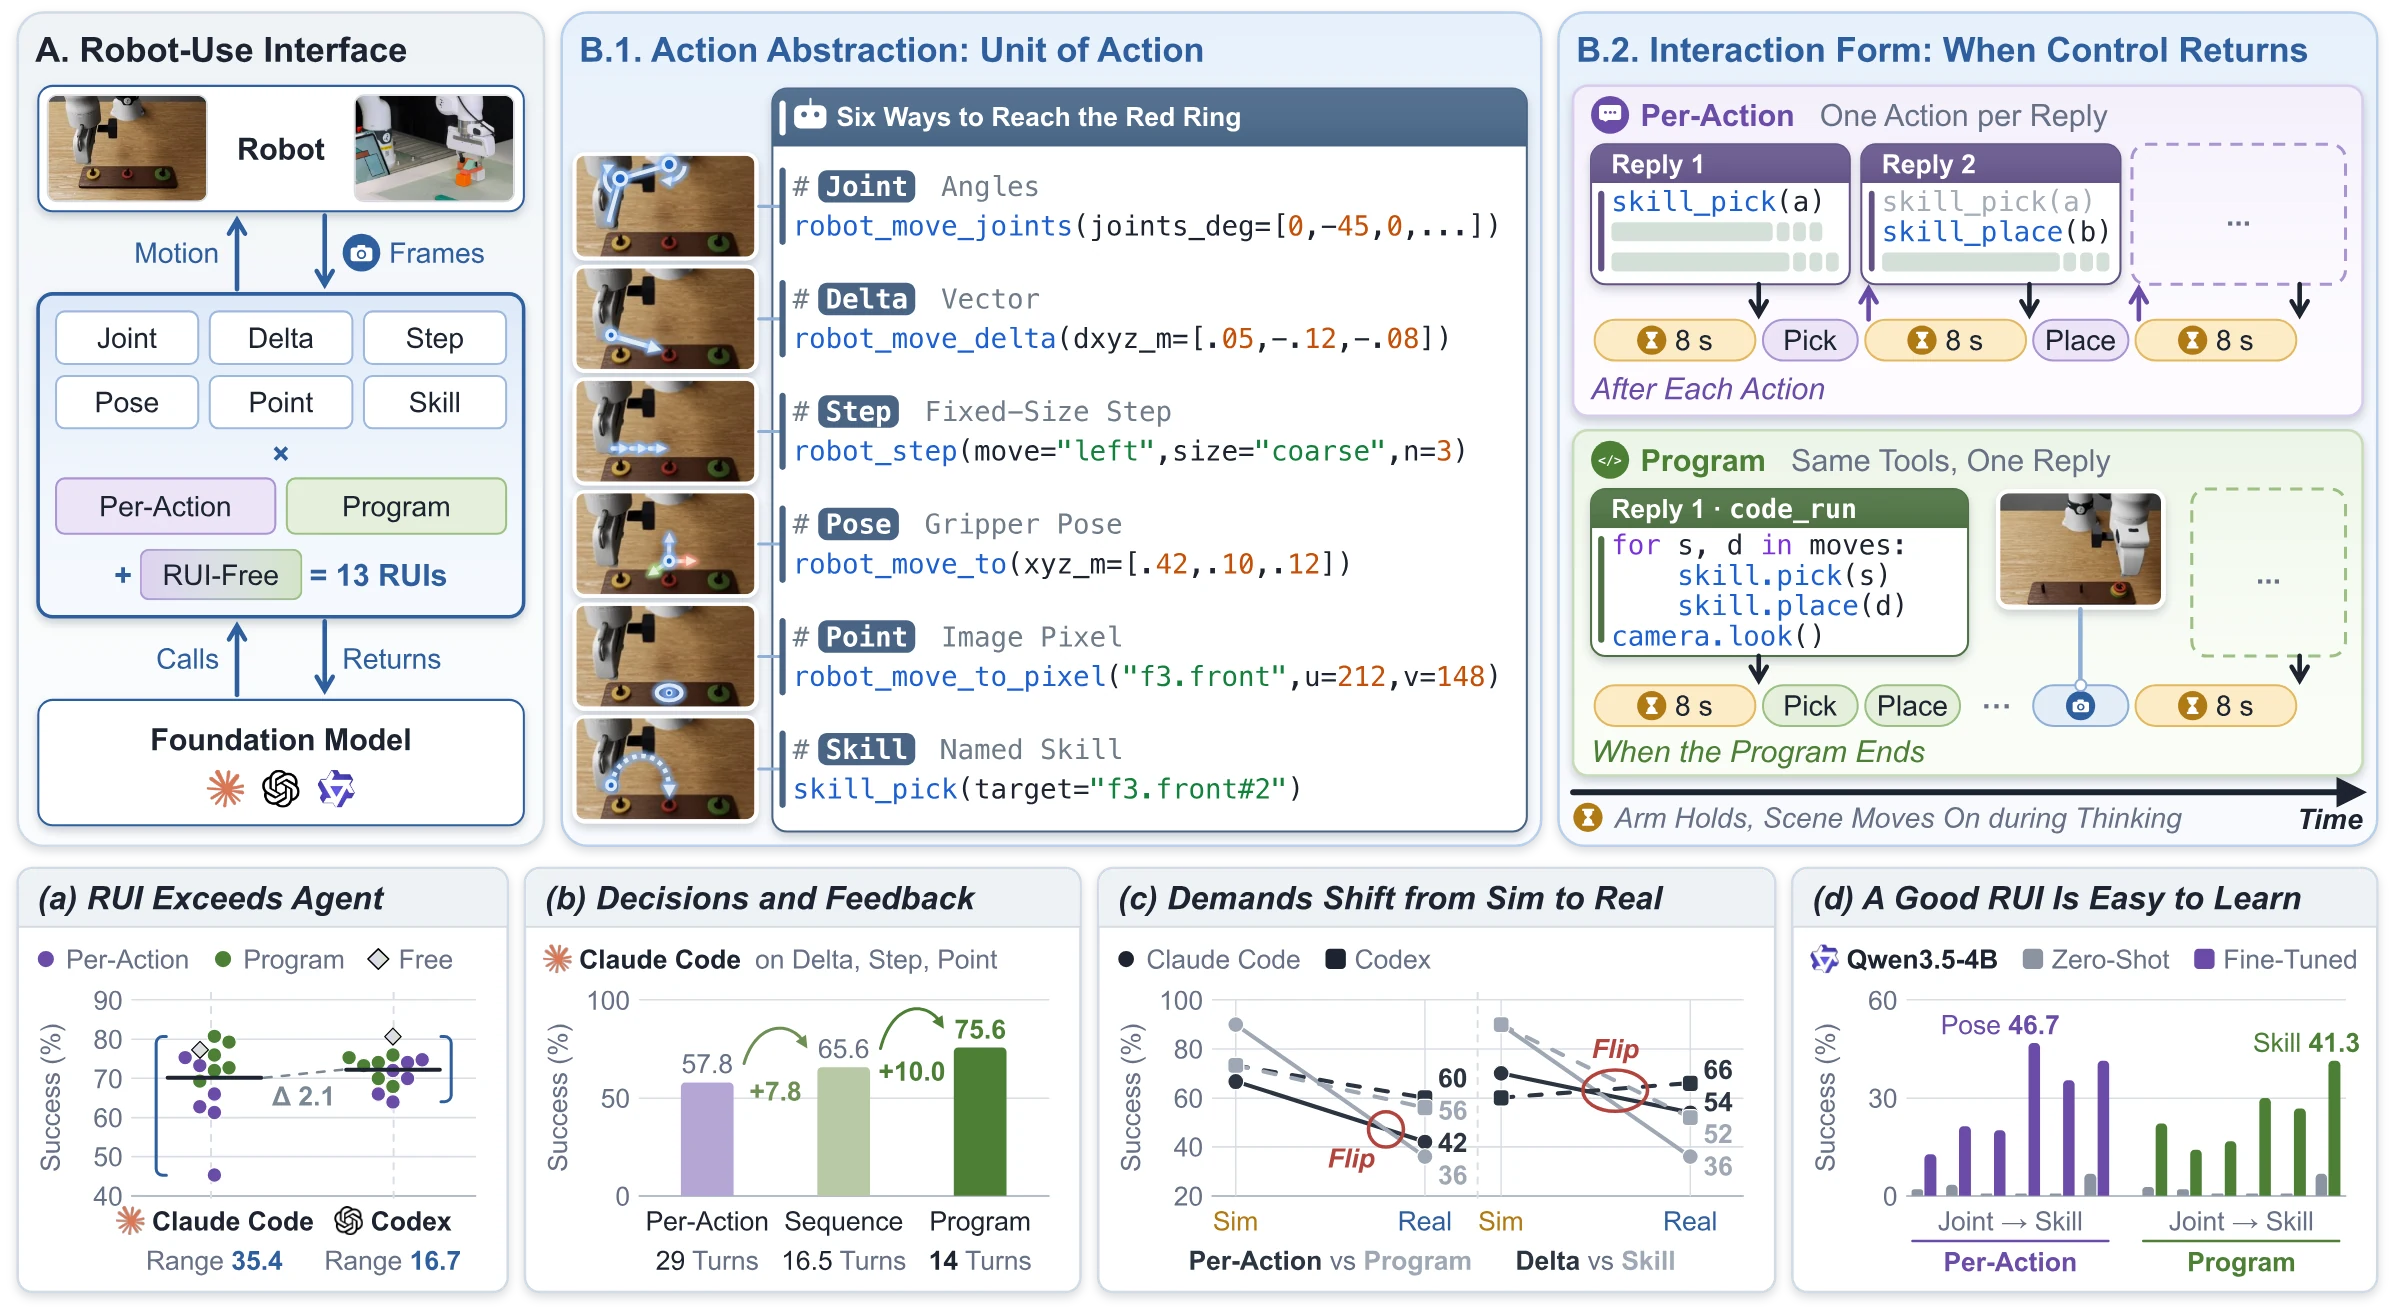 A. Robot-Use Interface
Robot
Motion
Frames
Joint
Delta
Step
Pose
Point
Skill
×
Per-Action
Program
+ RUI-Free = 13 RUIs
Calls
Returns
Foundation Model
B.1. Action Abstraction: Unit of Action
Six Ways to Reach the Red Ring
# Joint Angles
robot_move_joints(joints_deg=[0,−45,0,...])
# Delta Vector
robot_move_delta(dxyz_m=[.05,−.12,−.08])
# Step Fixed−Size Step
robot_step(move="left",size="coarse",n=3)
# Pose Gripper Pose
robot_move_to(xyz_m=[.42,.10,.12])
# Point Image Pixel
robot_move_to_pixel("f3.front",u=212,v=148)
# Skill Named Skill
skill_pick(target="f3.front#2")
B.2. Interaction Form: When Control Returns
Per-Action One Action per Reply
Reply 1
skill_pick(a)
Reply 2
skill_pick(a)
skill_place(b)
...
8 s
Pick
8 s
Place
8 s
After Each Action
</> Program Same Tools, One Reply
Reply 1 · code_run
for s, d in moves:
skill.pick(s)
skill.place(d)
camera.look()
...
8 s
Pick
Place
...
8 s
When the Program Ends
Arm Holds, Scene Moves On during Thinking
Time
(a) RUI Exceeds Agent
Per-Action
Program
Free
Success (%)
90
80
70
60
50
40
Δ 2.1
Claude Code
Codex
Range 35.4
Range 16.7
(b) Decisions and Feedback
Claude Code on Delta, Step, Point
Success (%)
100
50
0
57.8
+7.8
65.6
+10.0
75.6
Per-Action
Sequence
Program
29 Turns
16.5 Turns
14 Turns
(c) Demands Shift from Sim to Real
Claude Code
Codex
Success (%)
100
80
60
40
20
Flip
60
56
42
36
Flip
66
54
52
36
Sim
Real
Sim
Real
Per-Action vs Program
Delta vs Skill
(d) A Good RUI Is Easy to Learn
Qwen3.5-4B
Zero-Shot
Fine-Tuned
Success (%)
60
30
0
Pose 46.7
Skill 41.3
Joint → Skill
Joint → Skill
Per-Action
Program